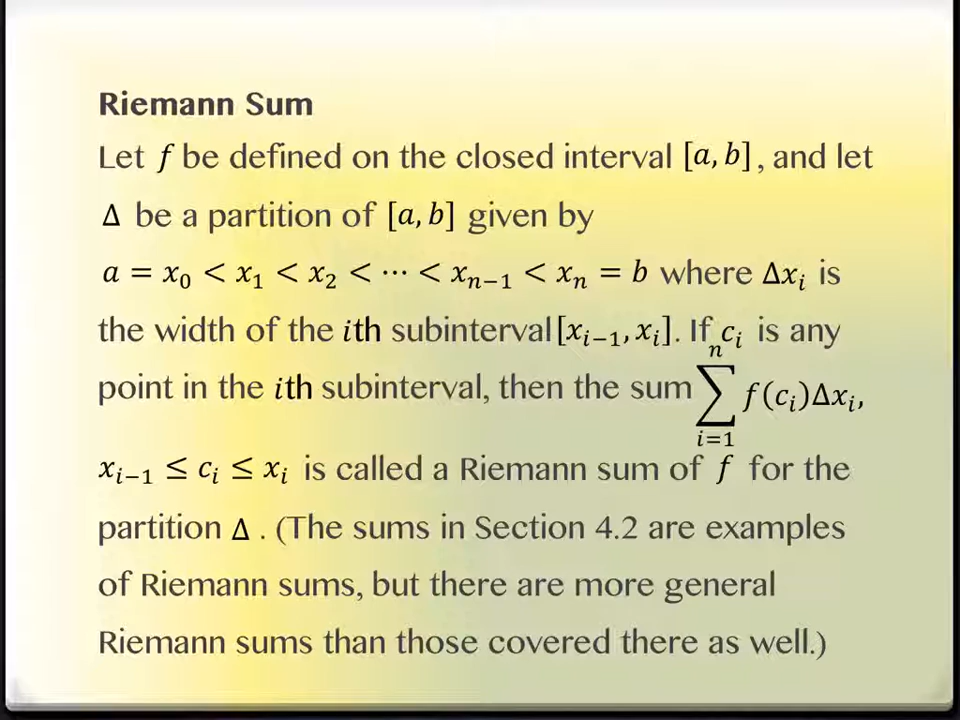 Riemann Sum
Let f be defined on the closed interval [a, b], and let
Δ be a partition of [a, b] given by
a = x₀ < x₁ < x₂ < ⋯ < xₙ₋₁ < xₙ = b where Δxᵢ is
the width of the ith subinterval[xᵢ₋₁, xᵢ]. If cᵢ is any
point in the ith subinterval, then the sum ∑ⁿᵢ₌₁ f(cᵢ)Δxᵢ,
xᵢ₋₁ ≤ cᵢ ≤ xᵢ is called a Riemann sum of f for the
partition Δ . (The sums in Section 4.2 are examples
of Riemann sums, but there are more general
Riemann sums than those covered there as well.)